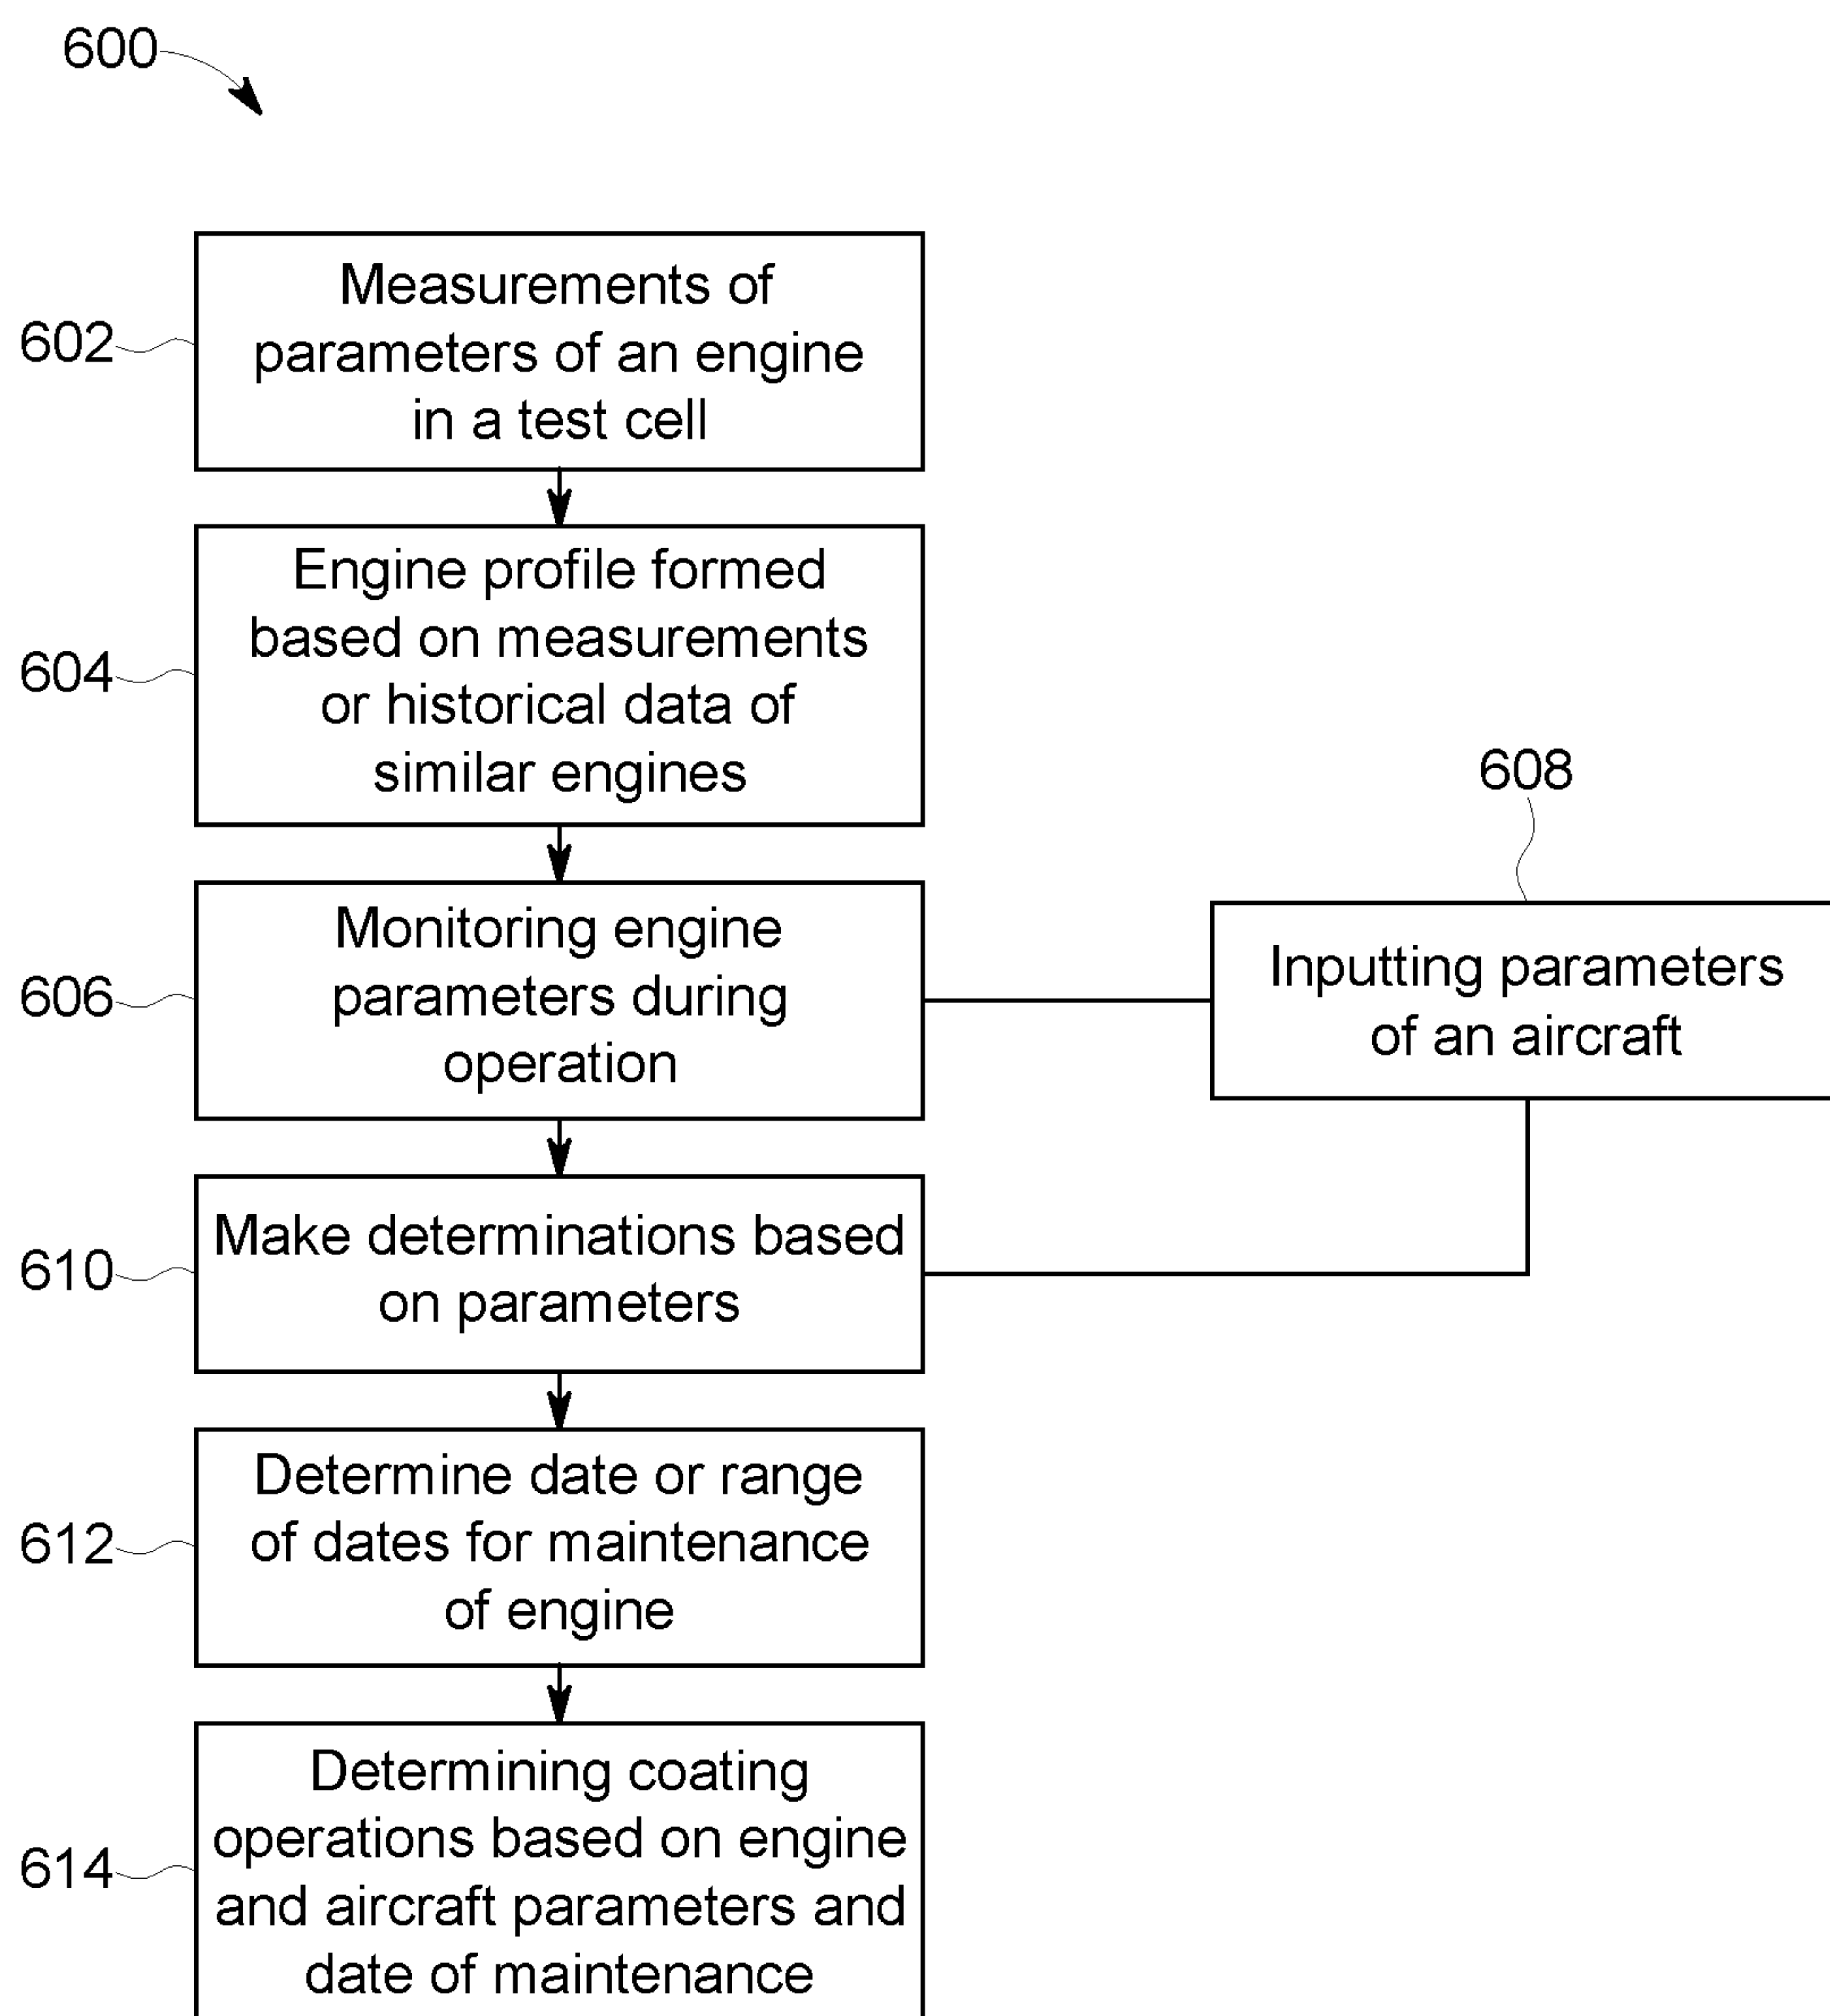 600
602
Measurements of
parameters of an engine
in a test cell
604
Engine profile formed
based on measurements
or historical data of
similar engines
606
Monitoring engine
parameters during
operation
608
Inputting parameters
of an aircraft
610
Make determinations based
on parameters
612
Determine date or range
of dates for maintenance
of engine
614
Determining coating
operations based on engine
and aircraft parameters and
date of maintenance